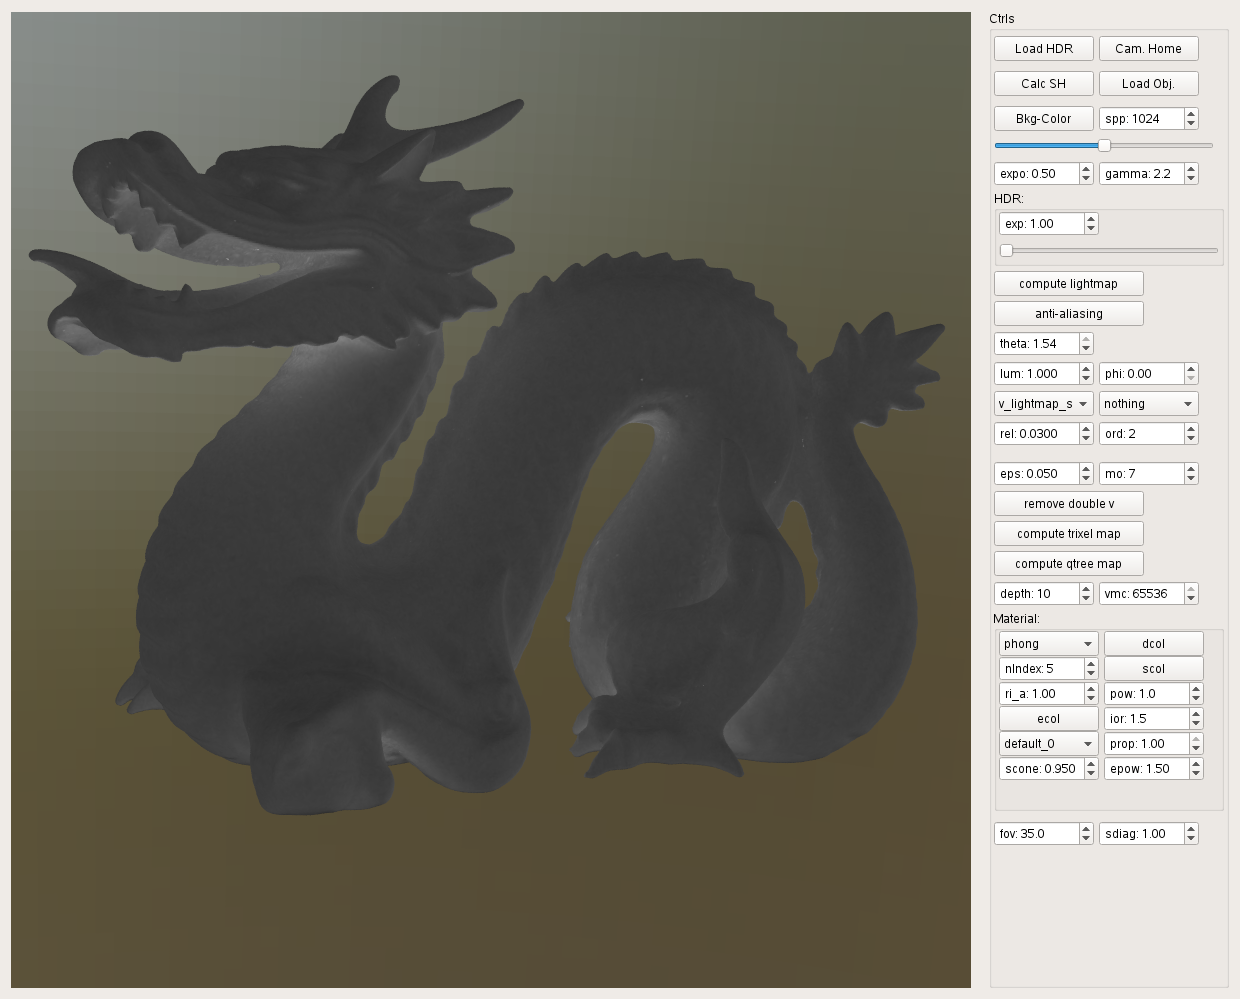 Ctrls
Load HDR Cam. Home
Calc SH Load Obj.
Bkg-Color spp: 1024
expo: 0.50 gamma: 2.2
HDR:
exp: 1.00
compute lightmap
anti-aliasing
theta: 1.54
lum: 1.000 phi: 0.00
v_lightmap_s nothing
rel: 0.0300 ord: 2
eps: 0.050 mo: 7
remove double v
compute trixel map
compute qtree map
depth: 10 vmc: 65536
Material:
phong dcol
nIndex: 5 scol
ri_a: 1.00 pow: 1.0
ecol ior: 1.5
default_0 prop: 1.00
scone: 0.950 epow: 1.50
fov: 35.0 sdiag: 1.00